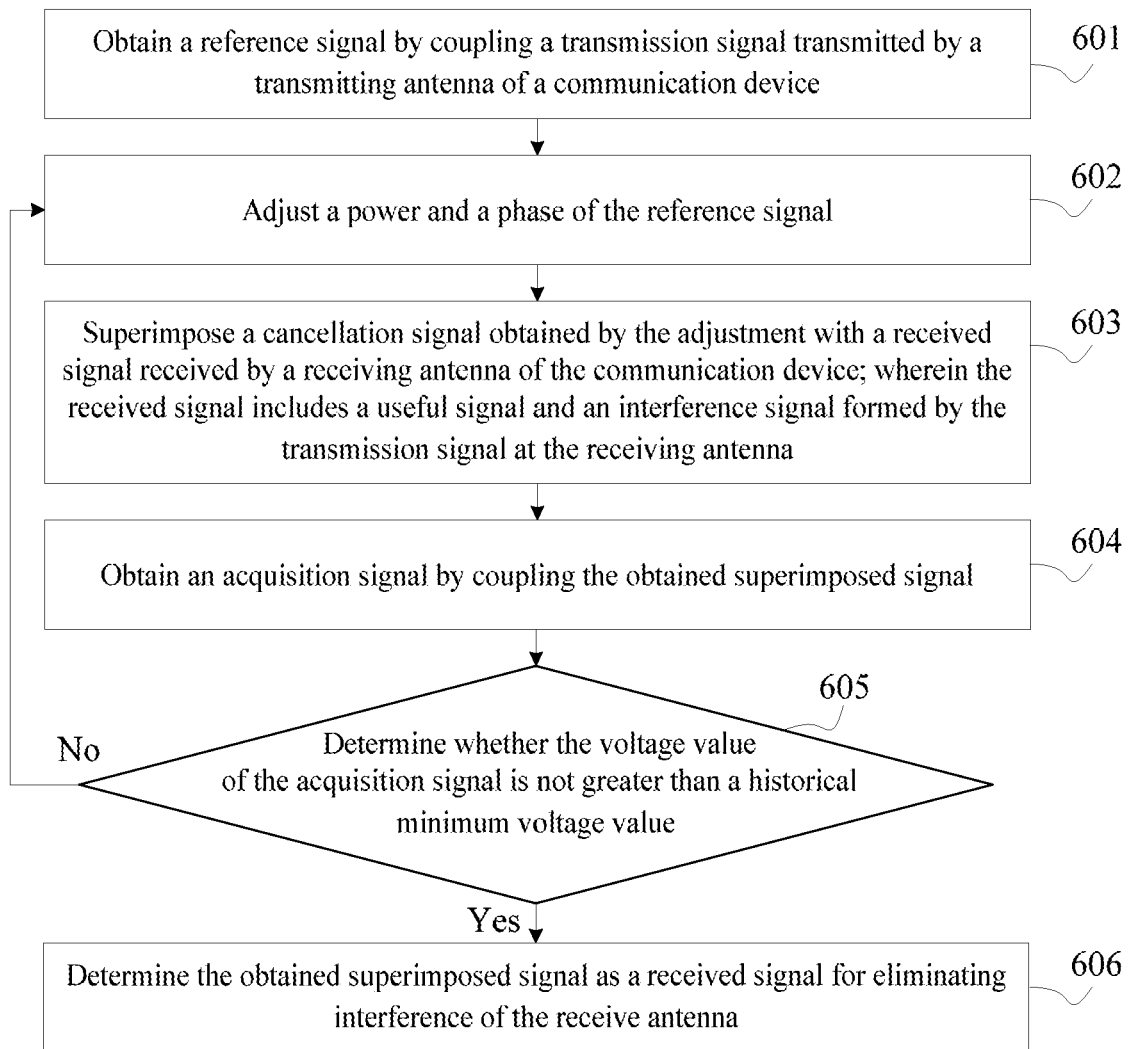 Obtain a reference signal by coupling a transmission signal transmitted by a
transmitting antenna of a communication device
601
Adjust a power and a phase of the reference signal
602
Superimpose a cancellation signal obtained by the adjustment with a received
signal received by a receiving antenna of the communication device; wherein the
received signal includes a useful signal and an interference signal formed by the
transmission signal at the receiving antenna
603
Obtain an acquisition signal by coupling the obtained superimposed signal
604
605
Determine whether the voltage value
of the acquisition signal is not greater than a historical
minimum voltage value
No
Yes
Determine the obtained superimposed signal as a received signal for eliminating
interference of the receive antenna
606